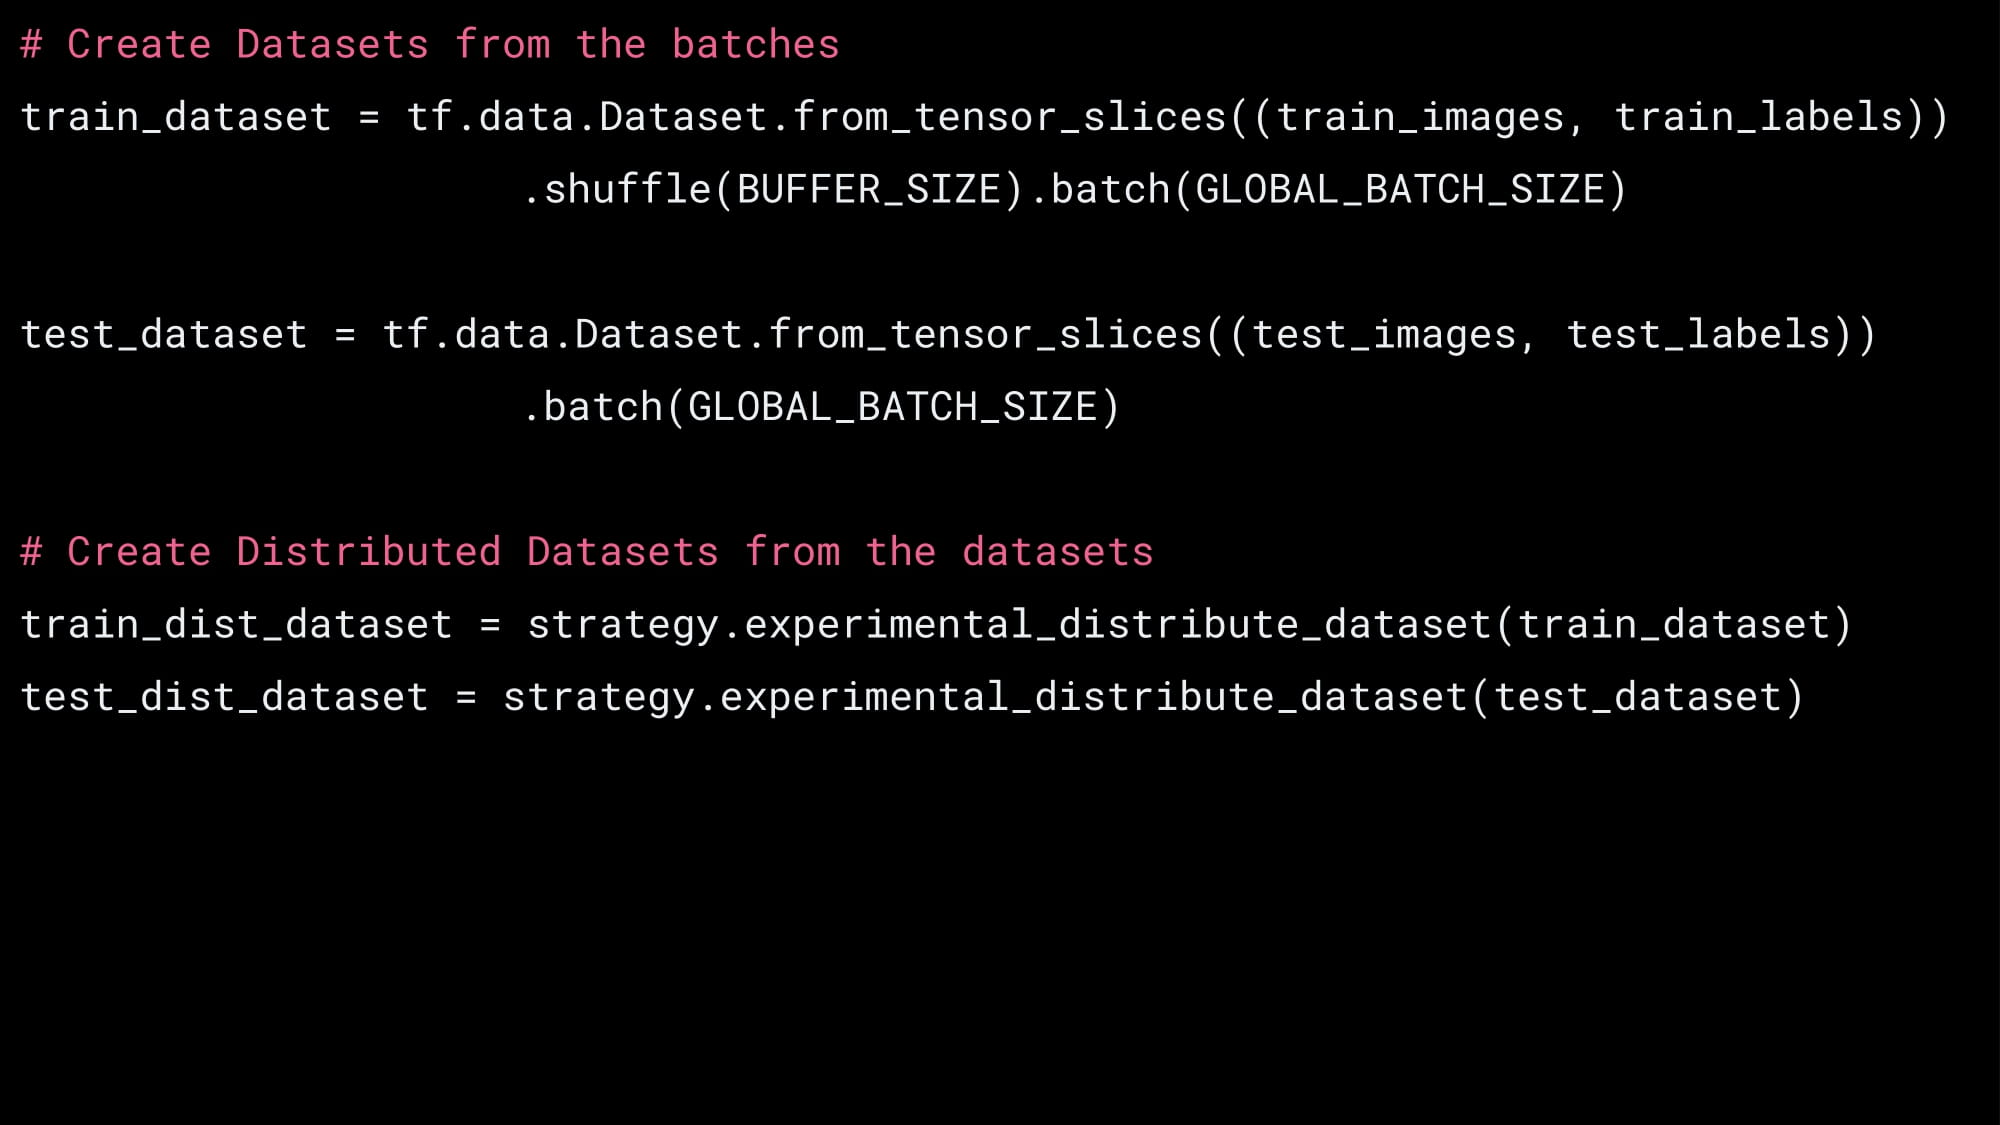 # Create Datasets from the batches
train_dataset = tf.data.Dataset.from_tensor_slices((train_images, train_labels))
.shuffle(BUFFER_SIZE).batch(GLOBAL_BATCH_SIZE)
test_dataset = tf.data.Dataset.from_tensor_slices((test_images, test_labels))
.batch(GLOBAL_BATCH_SIZE)
# Create Distributed Datasets from the datasets
train_dist_dataset = strategy.experimental_distribute_dataset(train_dataset)
test_dist_dataset = strategy.experimental_distribute_dataset(test_dataset)